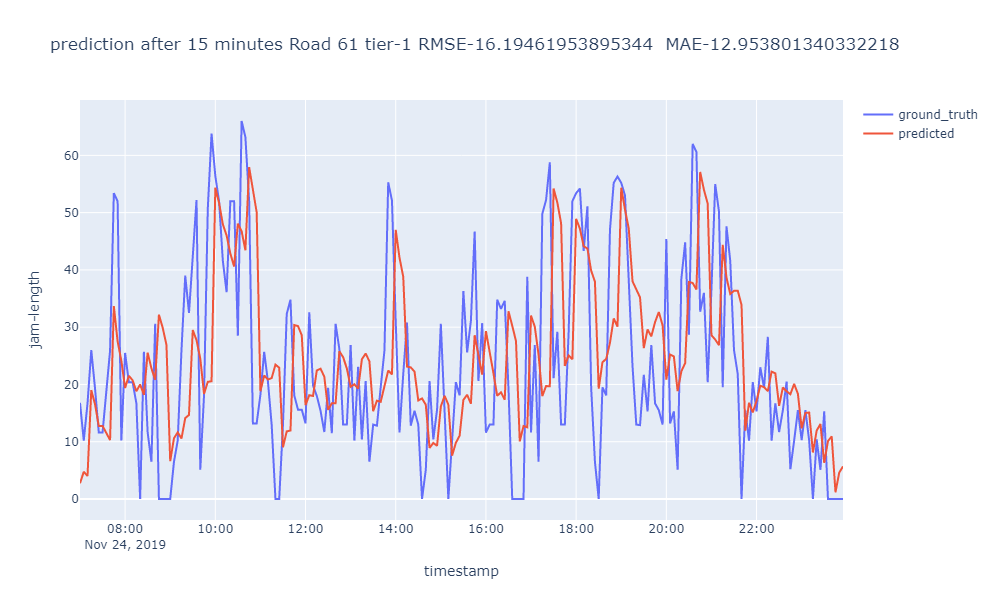 prediction after 15 minutes Road 61 tier-1 RMSE-16.19461953895344  MAE-12.953801340332218
ground_truth
predicted
60
50
40
30
20
10
0
jam-length
08:00 10:00 12:00 14:00 16:00 18:00 20:00 22:00
Nov 24, 2019
timestamp